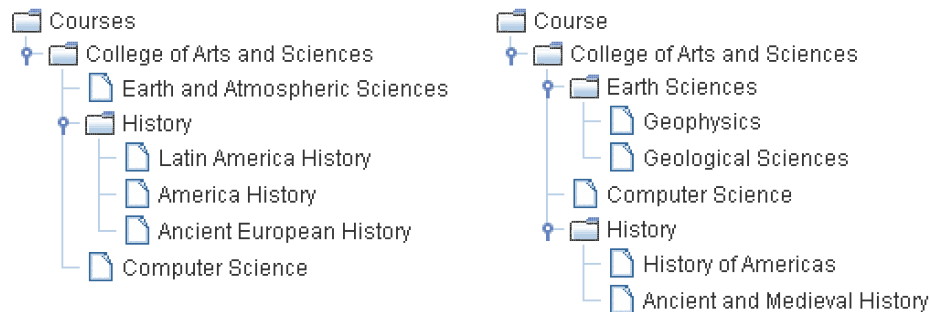 Courses
College of Arts and Sciences
Earth and Atmospheric Sciences
History
Latin America History
America History
Ancient European History
Computer Science
Course
College of Arts and Sciences
Earth Sciences
Geophysics
Geological Sciences
Computer Science
History
History of Americas
Ancient and Medieval History